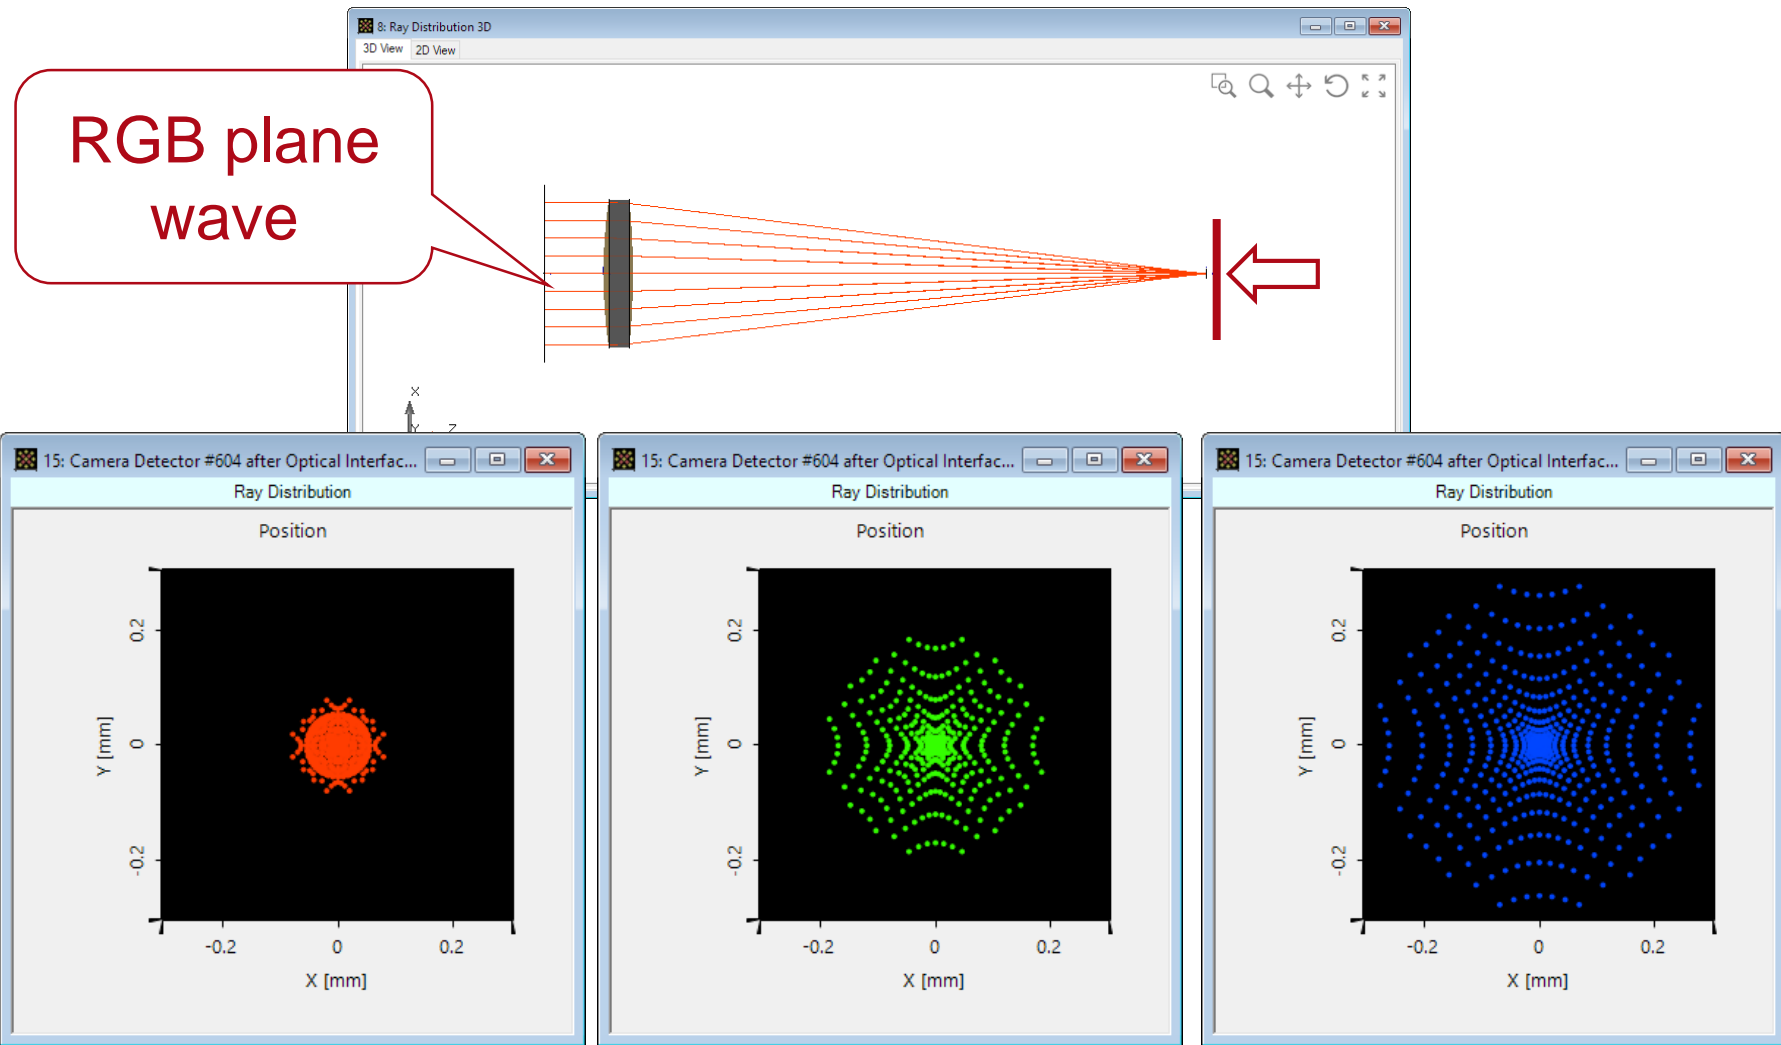 8: Ray Distribution 3D
3D View 2D View
RGB plane
wave
X
Y Z
15: Camera Detector #604 after Optical Interfac...
Ray Distribution
Position
0.2
0
-0.2
Y [mm]
-0.2 0 0.2
X [mm]
15: Camera Detector #604 after Optical Interfac...
Ray Distribution
Position
0.2
0
-0.2
Y [mm]
-0.2 0 0.2
X [mm]
15: Camera Detector #604 after Optical Interfac...
Ray Distribution
Position
0.2
0
-0.2
Y [mm]
-0.2 0 0.2
X [mm]